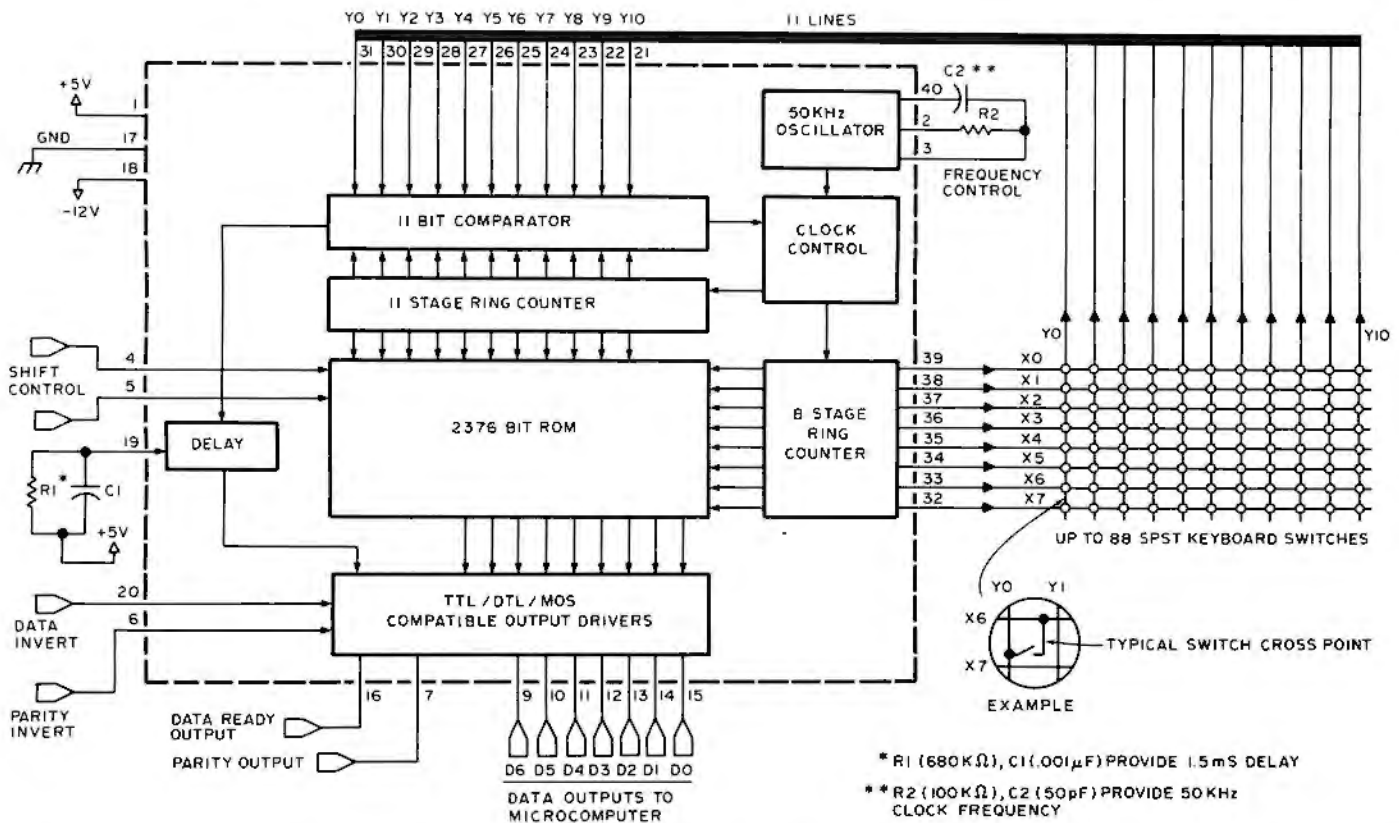 Y0 Y1 Y2 Y3 Y4 Y5 Y6 Y7 Y8 Y9 Y10
11 LINES
31 30 29 28 27 26 25 24 23 22 21
+5V
1
GND
17
18
-12V
50KHz
OSCILLATOR
40
C2 **
2
R2
3
FREQUENCY
CONTROL
11 BIT COMPARATOR
CLOCK
CONTROL
11 STAGE RING COUNTER
Y0
Y10
SHIFT
CONTROL
4
5
2376 BIT ROM
8 STAGE
RING
COUNTER
39 X0
38 X1
37 X2
36 X3
35 X4
34 X5
33 X6
32 X7
19
DELAY
R1 * C1
+5V
UP TO 88 SPST KEYBOARD SWITCHES
20
DATA
INVERT
6
PARITY
INVERT
TTL/DTL/MOS
COMPATIBLE OUTPUT DRIVERS
Y0 Y1
X6
X7
TYPICAL SWITCH CROSS POINT
EXAMPLE
16 7 9 10 11 12 13 14 15
DATA READY
OUTPUT
PARITY OUTPUT
D6 D5 D4 D3 D2 D1 D0
DATA OUTPUTS TO
MICROCOMPUTER
* R1 (680KΩ), C1 (.001µF) PROVIDE 1.5mS DELAY
** R2 (100KΩ), C2 (50pF) PROVIDE 50KHz
CLOCK FREQUENCY